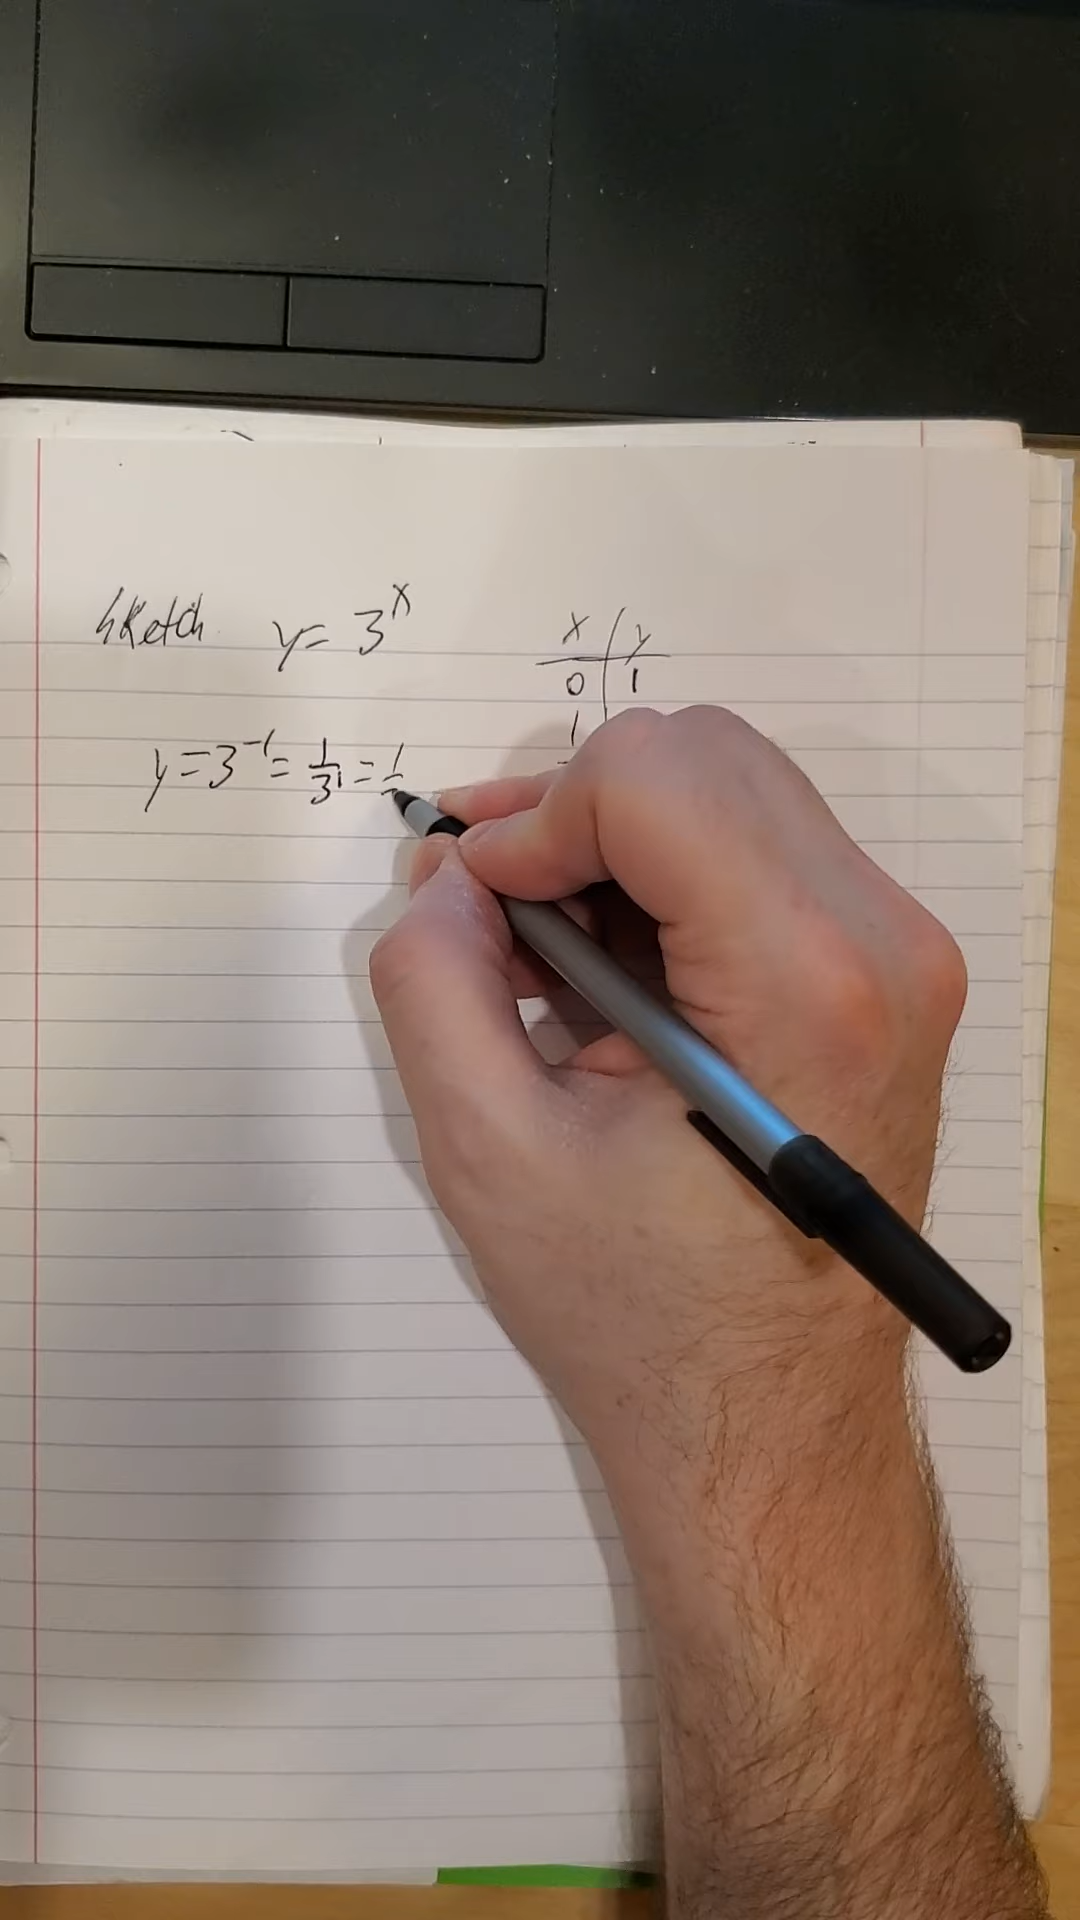 Sketch y = 3^x
x | y
0 | 1
1
y = 3^-1 = 1/3^1 = 1/